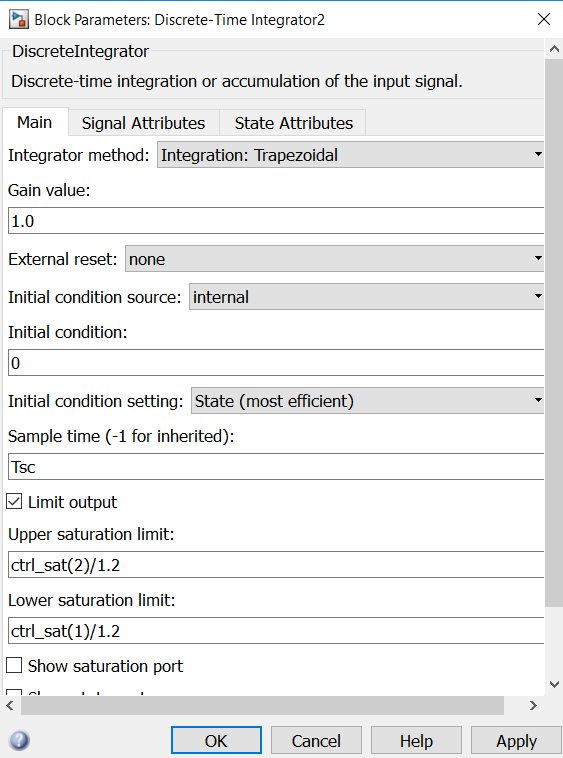 Block Parameters: Discrete-Time Integrator2
DiscreteIntegrator
Discrete-time integration or accumulation of the input signal.
Main Signal Attributes State Attributes
Integrator method: Integration: Trapezoidal
Gain value:
1.0
External reset: none
Initial condition source: internal
Initial condition:
0
Initial condition setting: State (most efficient)
Sample time (-1 for inherited):
Tsc
Limit output
Upper saturation limit:
ctrl_sat(2)/1.2
Lower saturation limit:
ctrl_sat(1)/1.2
Show saturation port
OK Cancel Help Apply